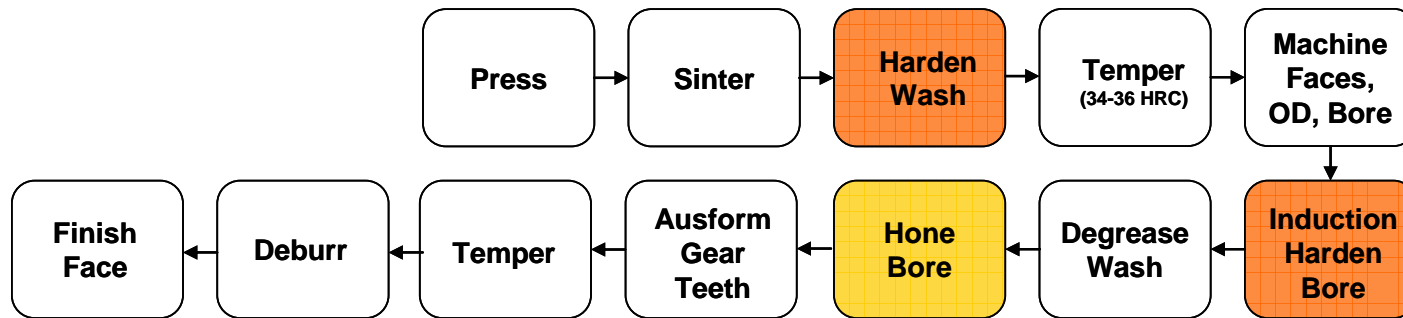 Press
Sinter
Harden
Wash
Temper
(34-36 HRC)
Machine
Faces,
OD, Bore
Induction
Harden
Bore
Degrease
Wash
Hone
Bore
Ausform
Gear
Teeth
Temper
Deburr
Finish
Face